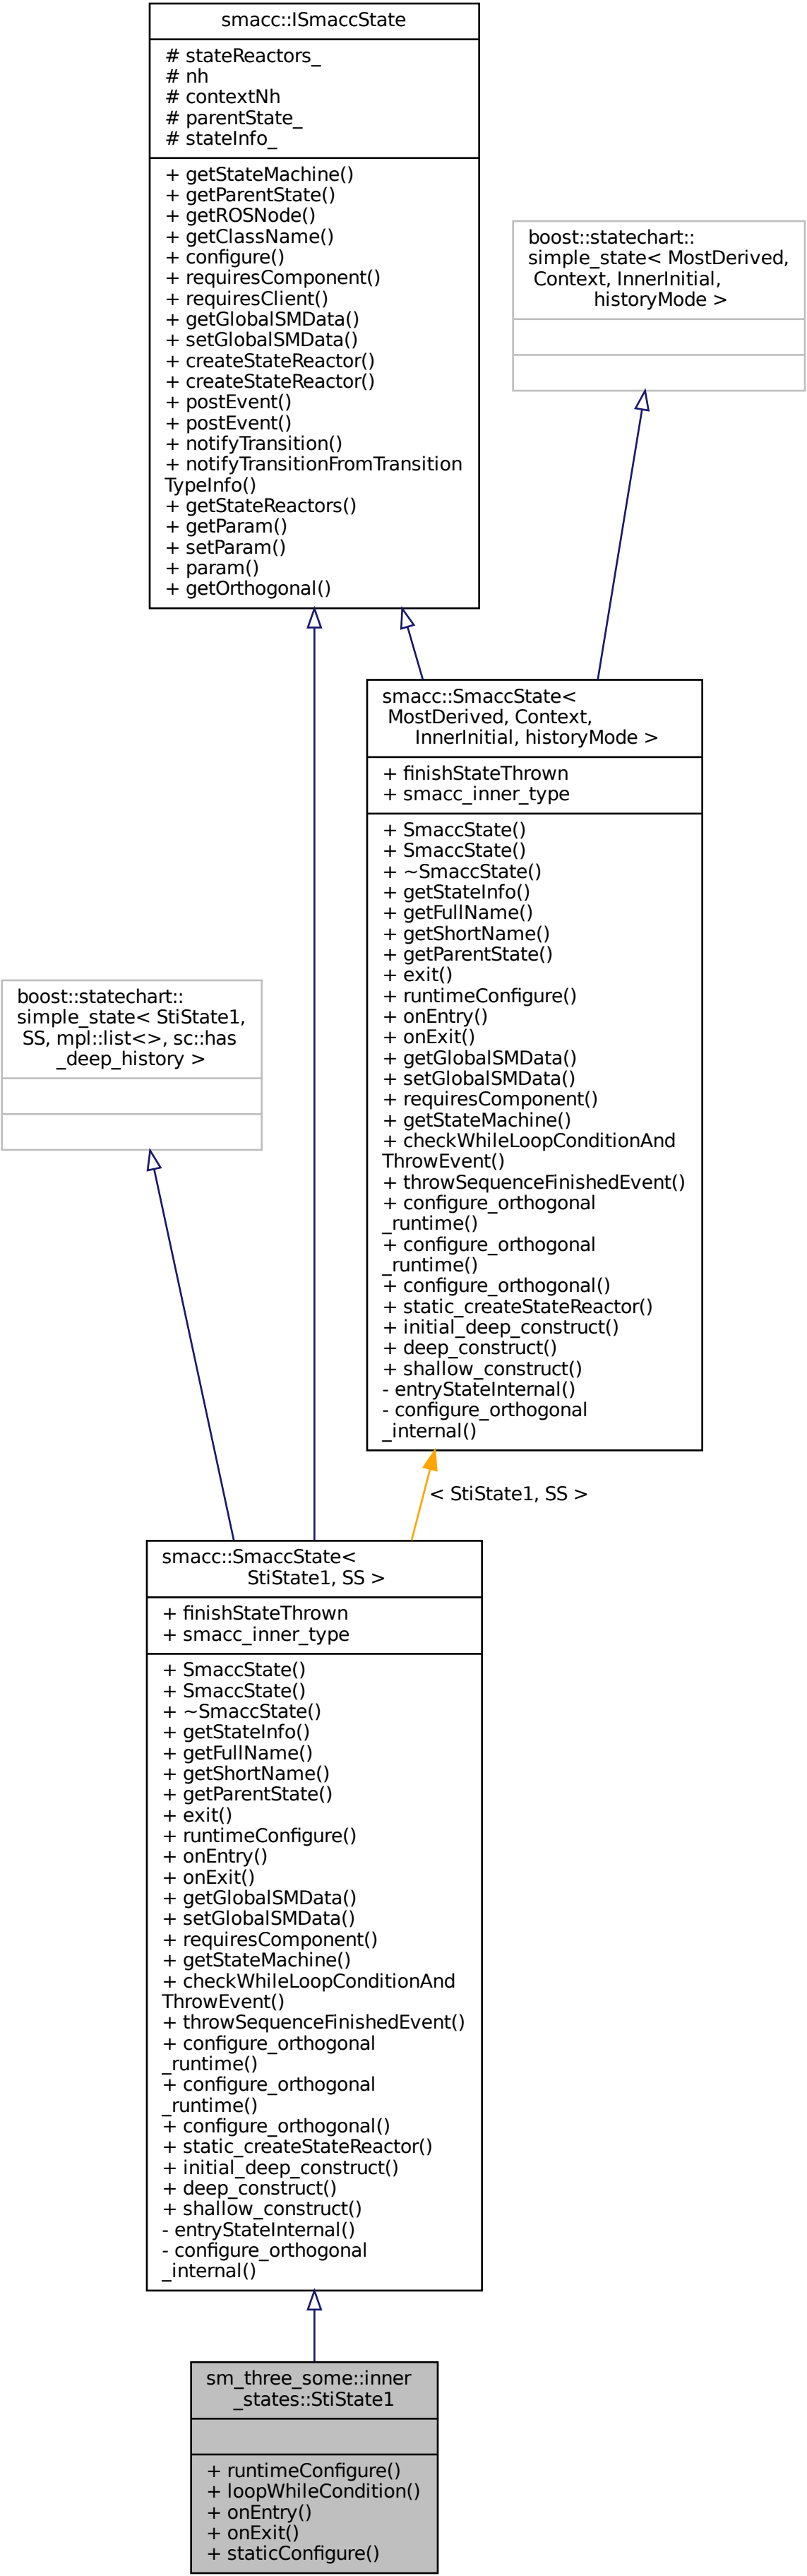 smacc::ISmaccState
# stateReactors_
# nh
# contextNh
# parentState_
# stateInfo_
+ getStateMachine()
+ getParentState()
+ getROSNode()
+ getClassName()
+ configure()
+ requiresComponent()
+ requiresClient()
+ getGlobalSMData()
+ setGlobalSMData()
+ createStateReactor()
+ createStateReactor()
+ postEvent()
+ postEvent()
+ notifyTransition()
+ notifyTransitionFromTransition
TypeInfo()
+ getStateReactors()
+ getParam()
+ setParam()
+ param()
+ getOrthogonal()
boost::statechart::
simple_state< MostDerived,
Context, InnerInitial,
historyMode >
smacc::SmaccState<
MostDerived, Context,
InnerInitial, historyMode >
+ finishStateThrown
+ smacc_inner_type
+ SmaccState()
+ SmaccState()
+ ~SmaccState()
+ getStateInfo()
+ getFullName()
+ getShortName()
+ getParentState()
+ exit()
+ runtimeConfigure()
+ onEntry()
+ onExit()
+ getGlobalSMData()
+ setGlobalSMData()
+ requiresComponent()
+ getStateMachine()
+ checkWhileLoopConditionAnd
ThrowEvent()
+ throwSequenceFinishedEvent()
+ configure_orthogonal
_runtime()
+ configure_orthogonal
_runtime()
+ configure_orthogonal()
+ static_createStateReactor()
+ initial_deep_construct()
+ deep_construct()
+ shallow_construct()
- entryStateInternal()
- configure_orthogonal
_internal()
boost::statechart::
simple_state< StiState1,
SS, mpl::list<>, sc::has
_deep_history >
< StiState1, SS >
smacc::SmaccState<
StiState1, SS >
+ finishStateThrown
+ smacc_inner_type
+ SmaccState()
+ SmaccState()
+ ~SmaccState()
+ getStateInfo()
+ getFullName()
+ getShortName()
+ getParentState()
+ exit()
+ runtimeConfigure()
+ onEntry()
+ onExit()
+ getGlobalSMData()
+ setGlobalSMData()
+ requiresComponent()
+ getStateMachine()
+ checkWhileLoopConditionAnd
ThrowEvent()
+ throwSequenceFinishedEvent()
+ configure_orthogonal
_runtime()
+ configure_orthogonal
_runtime()
+ configure_orthogonal()
+ static_createStateReactor()
+ initial_deep_construct()
+ deep_construct()
+ shallow_construct()
- entryStateInternal()
- configure_orthogonal
_internal()
sm_three_some::inner
_states::StiState1
+ runtimeConfigure()
+ loopWhileCondition()
+ onEntry()
+ onExit()
+ staticConfigure()